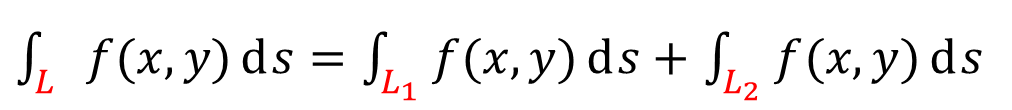 ∫_L f(x, y) ds = ∫_{L_1} f(x, y) ds + ∫_{L_2} f(x, y) ds